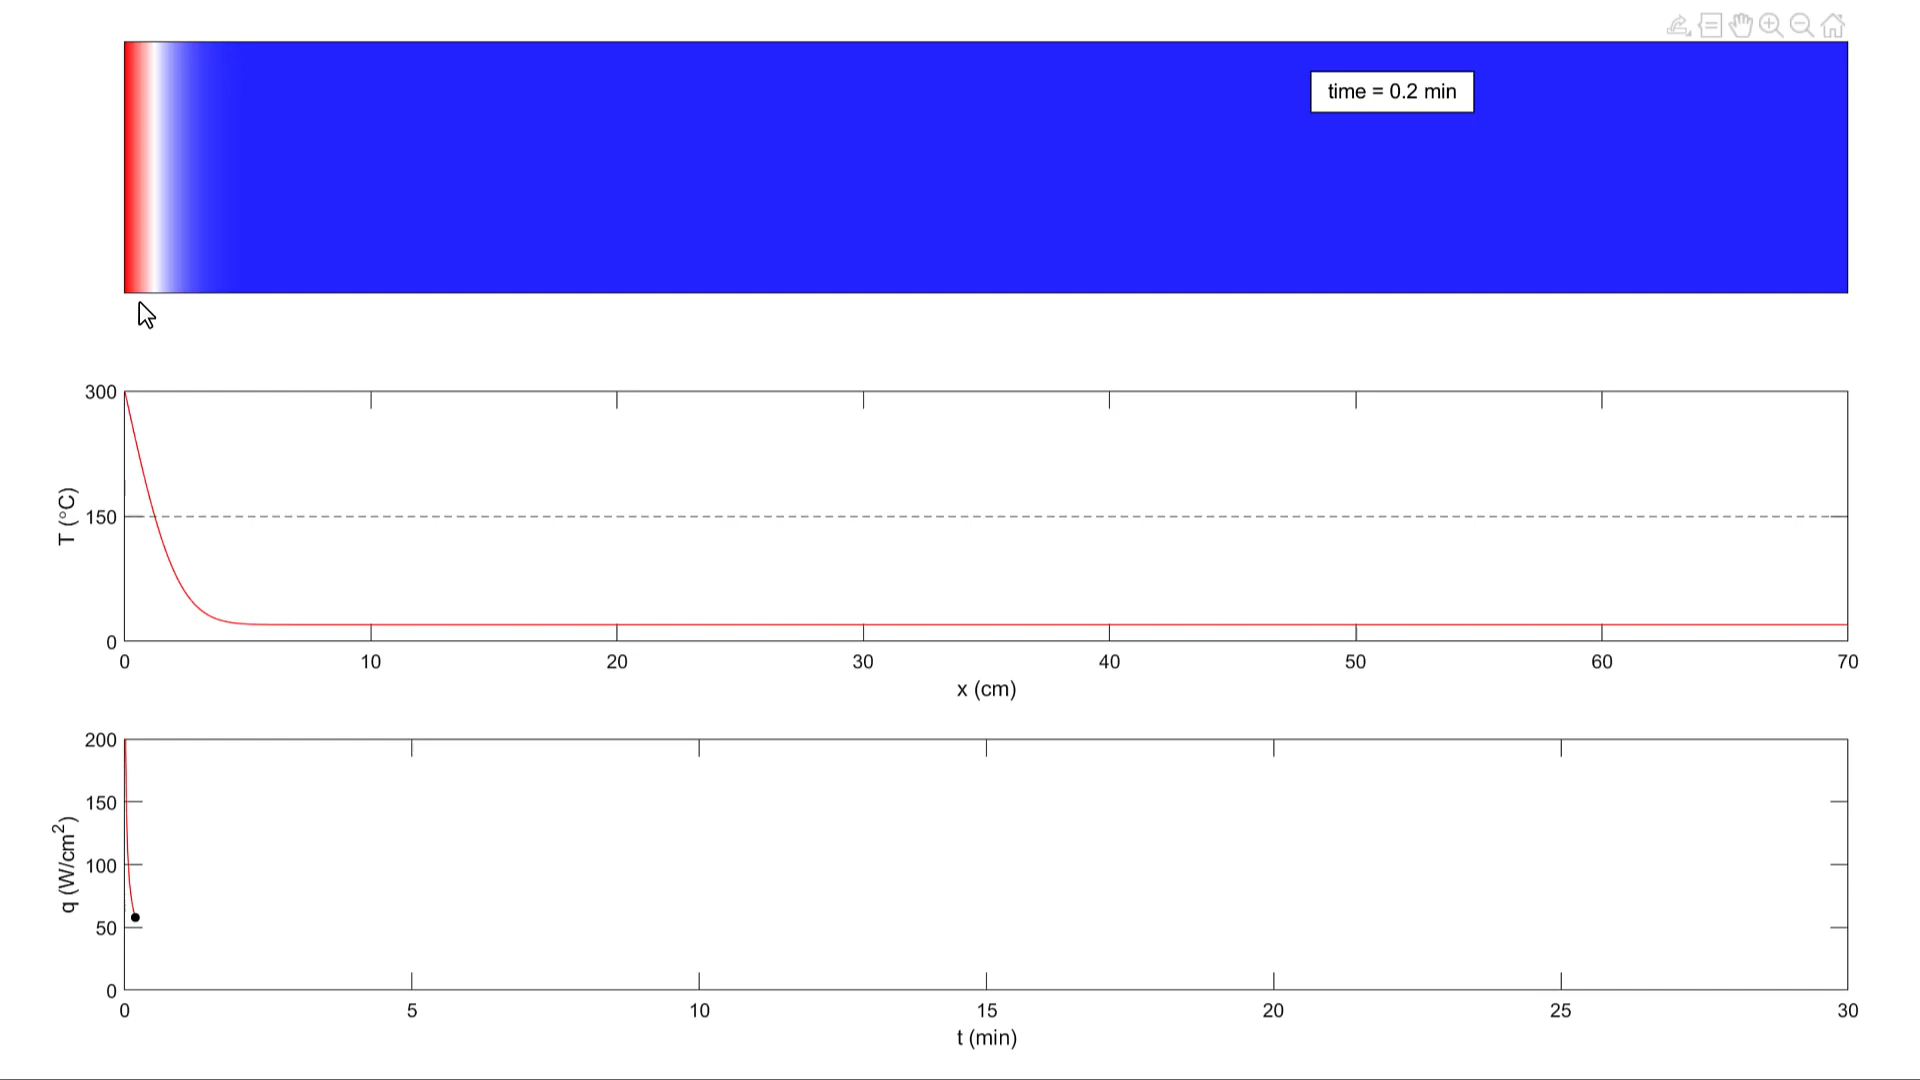 time = 0.2 min
300
150
0
T (°C)
0 10 20 30 40 50 60 70
x (cm)
200
150
100
50
0
q (W/cm²)
0 5 10 15 20 25 30
t (min)